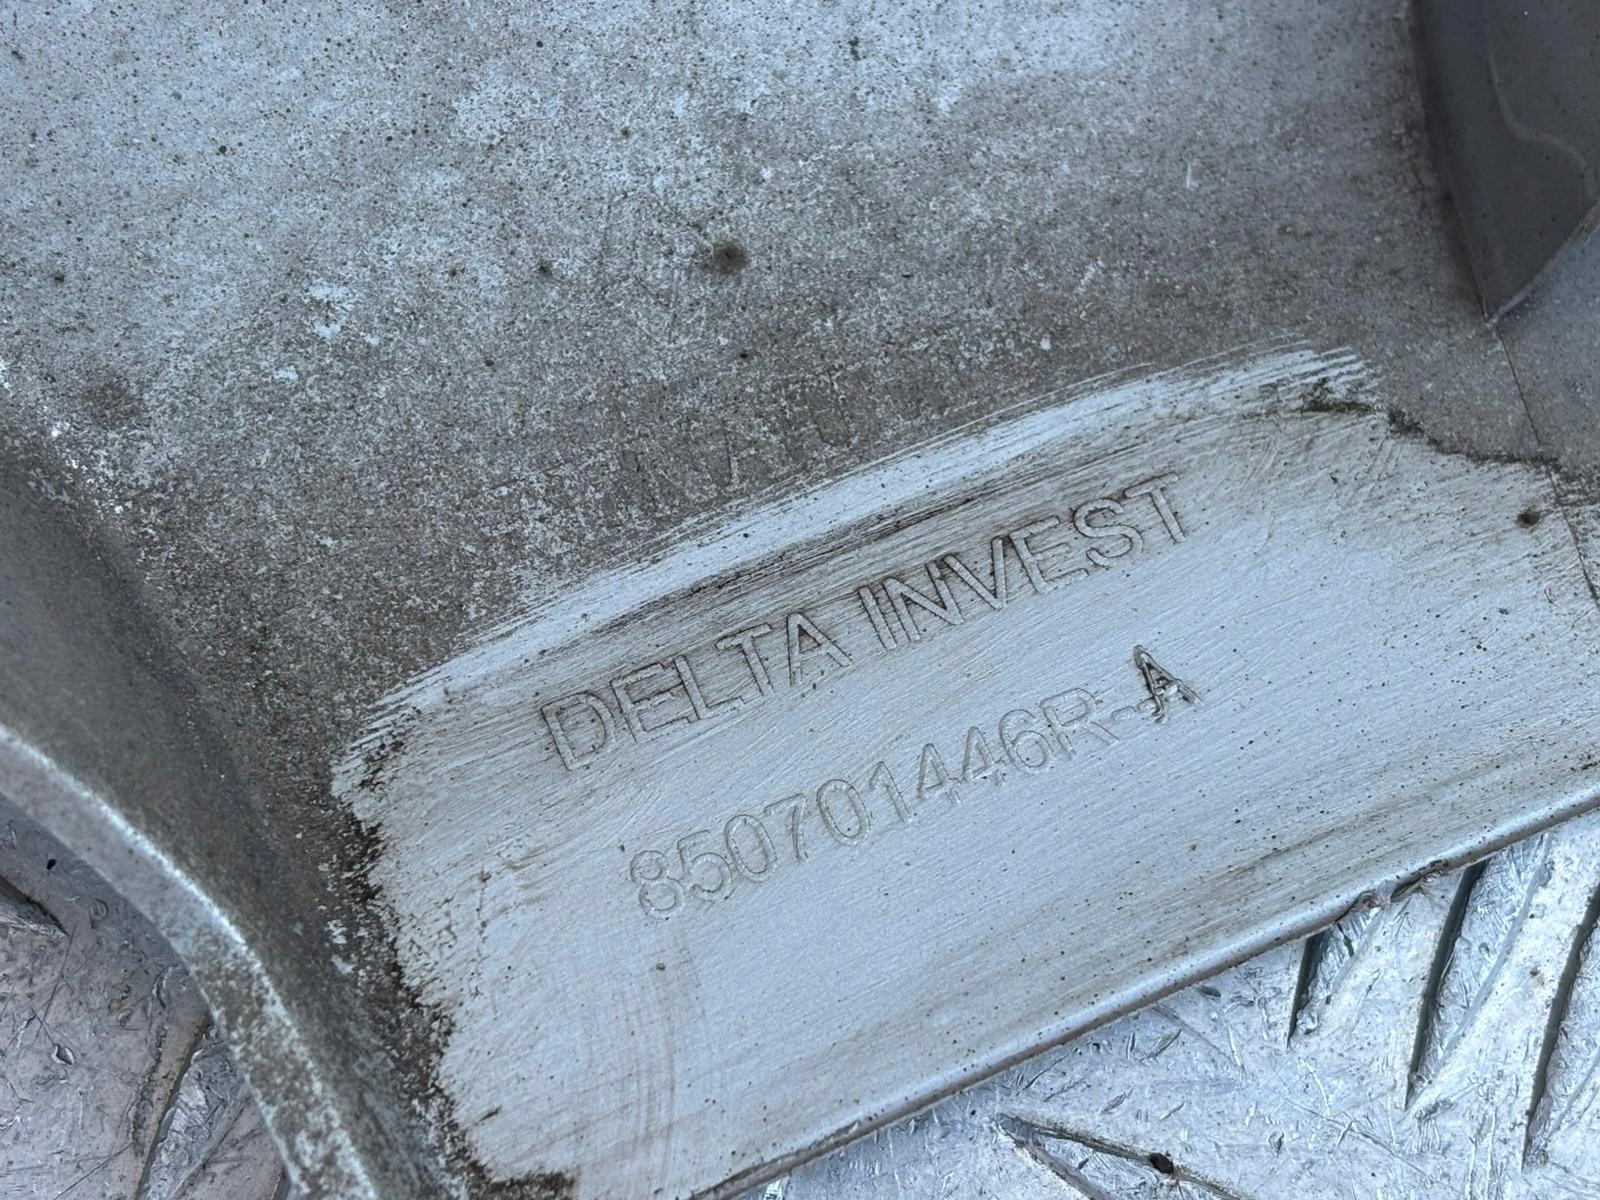 DELTA INVEST
850701446R-A